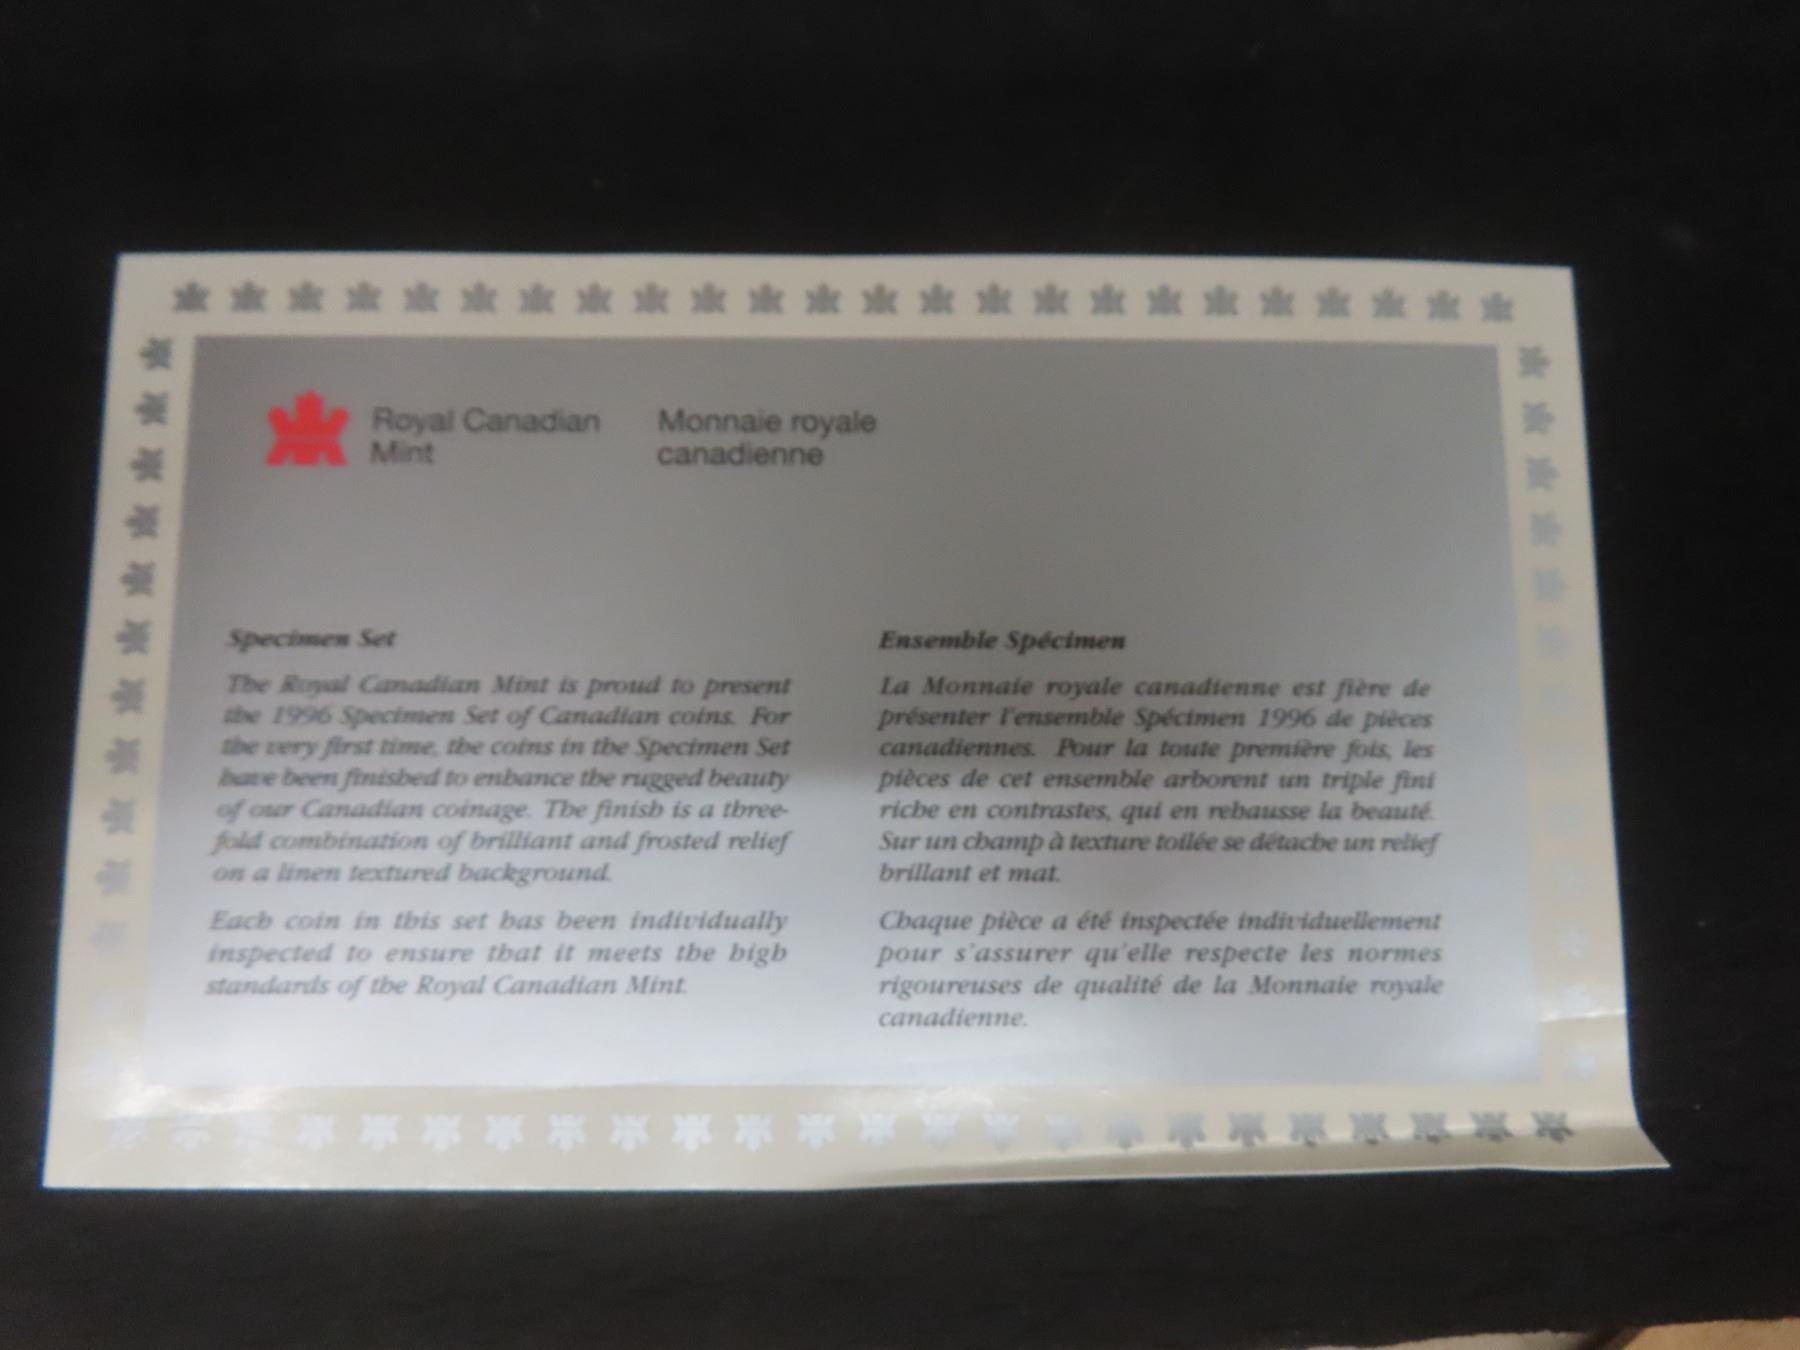 Royal Canadian
Mint
Monnaie royale
canadienne
Specimen Set
The Royal Canadian Mint is proud to present
the 1996 Specimen Set of Canadian coins. For
the very first time, the coins in the Specimen Set
have been finished to enhance the rugged beauty
of our Canadian coinage. The finish is a three-
fold combination of brilliant and frosted relief
on a linen textured background.
Each coin in this set has been individually
inspected to ensure that it meets the high
standards of the Royal Canadian Mint.
Ensemble Spécimen
La Monnaie royale canadienne est fière de
présenter l'ensemble Spécimen 1996 de pièces
canadiennes. Pour la toute première fois, les
pièces de cet ensemble arborent un triple fini
riche en contrastes, qui en rehausse la beauté.
Sur un champ à texture toilée se détache un relief
brillant et mat.
Chaque pièce a été inspectée individuellement
pour s'assurer qu'elle respecte les normes
rigoureuses de qualité de la Monnaie royale
canadienne.